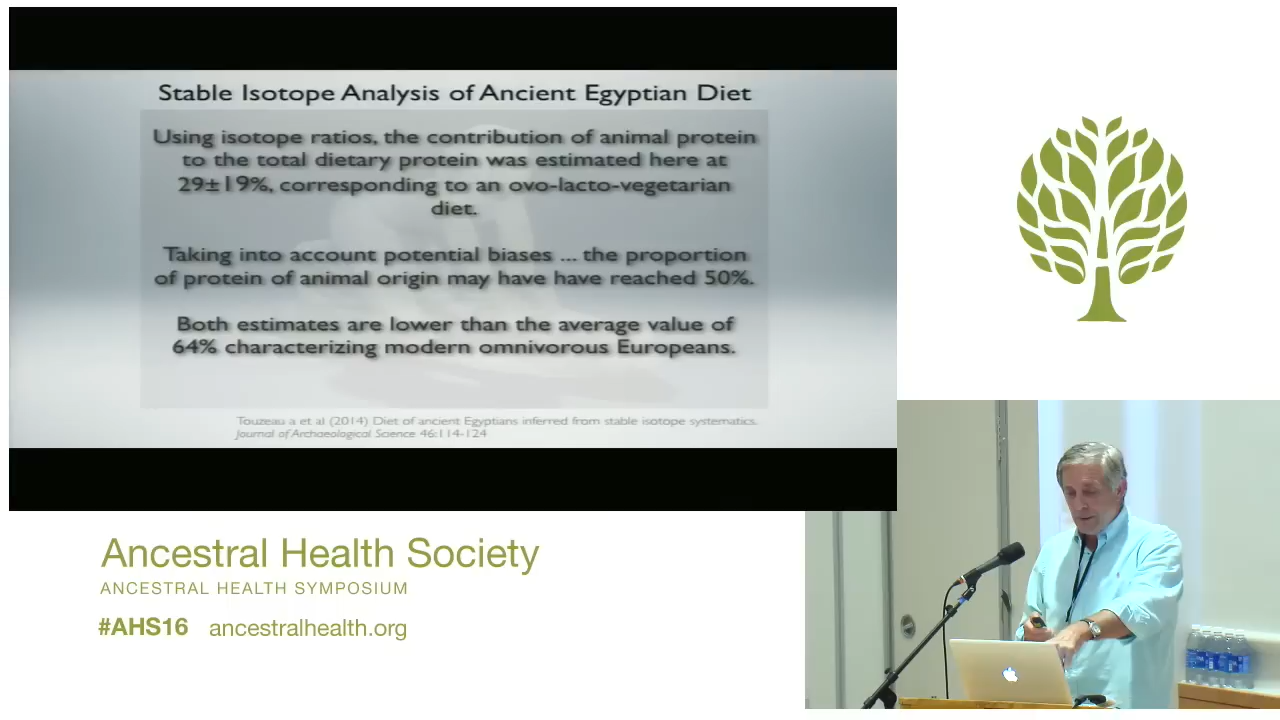 Stable Isotope Analysis of Ancient Egyptian Diet
Using isotope ratios, the contribution of animal protein
to the total dietary protein was estimated here at
29±19%, corresponding to an ovo-lacto-vegetarian
diet.
Taking into account potential biases ... the proportion
of protein of animal origin may have have reached 50%.
Both estimates are lower than the average value of
64% characterizing modern omnivorous Europeans.
Touzeau a et al (2014) Diet of ancient Egyptians inferred from stable isotope systematics.
Journal of Archaeological Science 46:114-124
Ancestral Health Society
ANCESTRAL HEALTH SYMPOSIUM
#AHS16 ancestralhealth.org